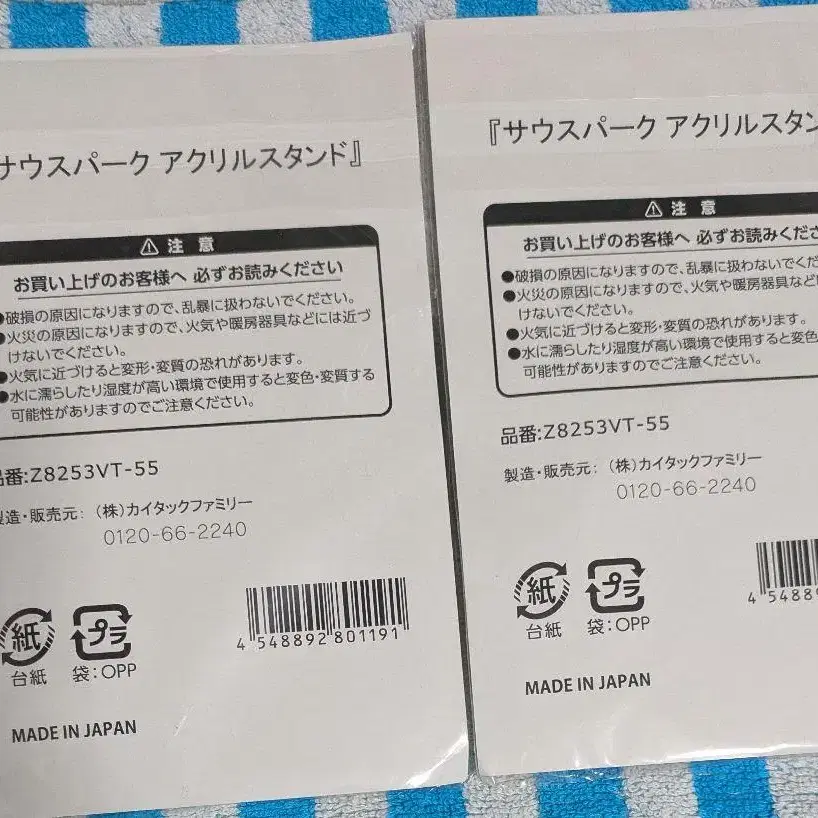 サウスパーク アクリルスタンド』
⚠ 注 意
お買い上げのお客様へ 必ずお読みください
●破損の原因になりますので、乱暴に扱わないでください。
●火災の原因になりますので、火気や暖房器具などには近づ
けないでください。
●火気に近づけると変形・変質の恐れがあります。
●水に濡らしたり湿度が高い環境で使用すると変色・変質する
可能性がありますのでご注意ください。
品番:Z8253VT-55
製造・販売元: (株)カイタックファミリー
0120-66-2240
紙
台紙
プラ
袋:OPP
4 548892 801191
MADE IN JAPAN
『サウスパーク アクリルスタン
⚠ 注 意
お買い上げのお客様へ 必ずお読みくださ
●破損の原因になりますので、乱暴に扱わないでくだ
●火災の原因になりますので、火気や暖房器具など
けないでください。
●火気に近づけると変形・変質の恐れがあります。
●水に濡らしたり湿度が高い環境で使用すると変色
可能性がありますのでご注意ください。
品番:Z8253VT-55
製造・販売元: (株)カイタックファミリー
0120-66-2240
紙
台紙
プラ
袋:OPP
4 5488
MADE IN JAPAN